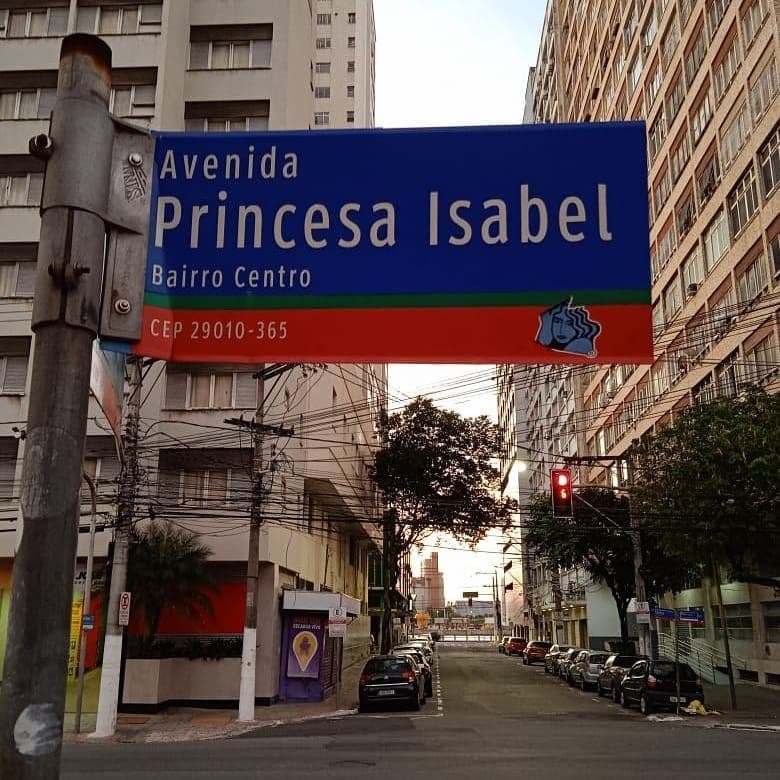 Avenida
Princesa Isabel
Bairro Centro
CEP 29010-365